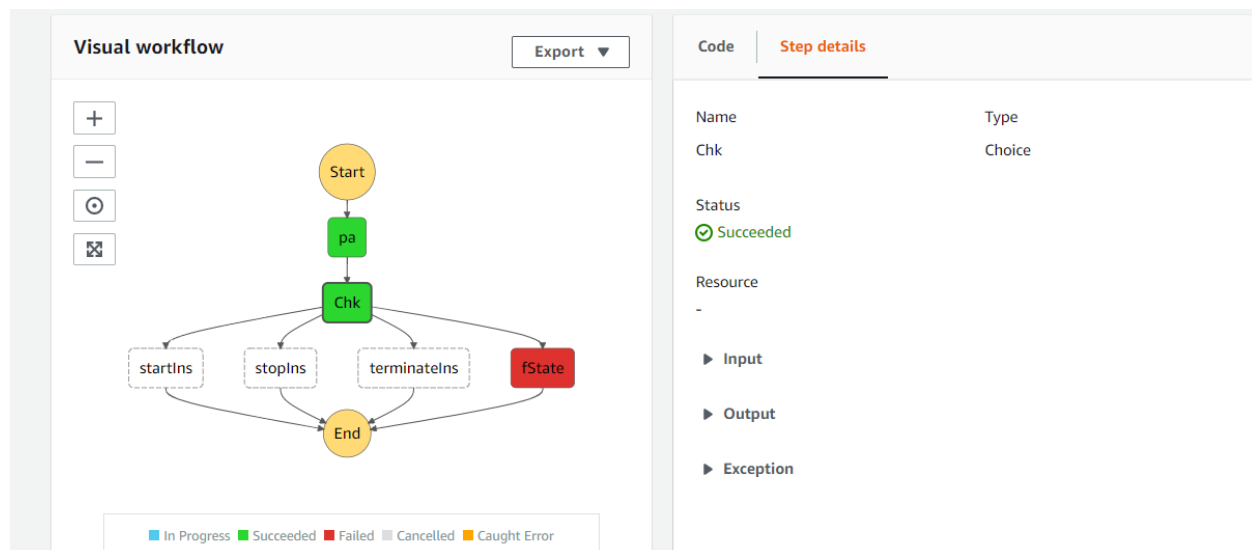 Visual workflow
Export
Start
pa
Chk
startIns
stopIns
terminateIns
fState
End
In Progress Succeeded Failed Cancelled Caught Error
Code Step details
Name Type
Chk Choice
Status
Succeeded
Resource
-
Input
Output
Exception